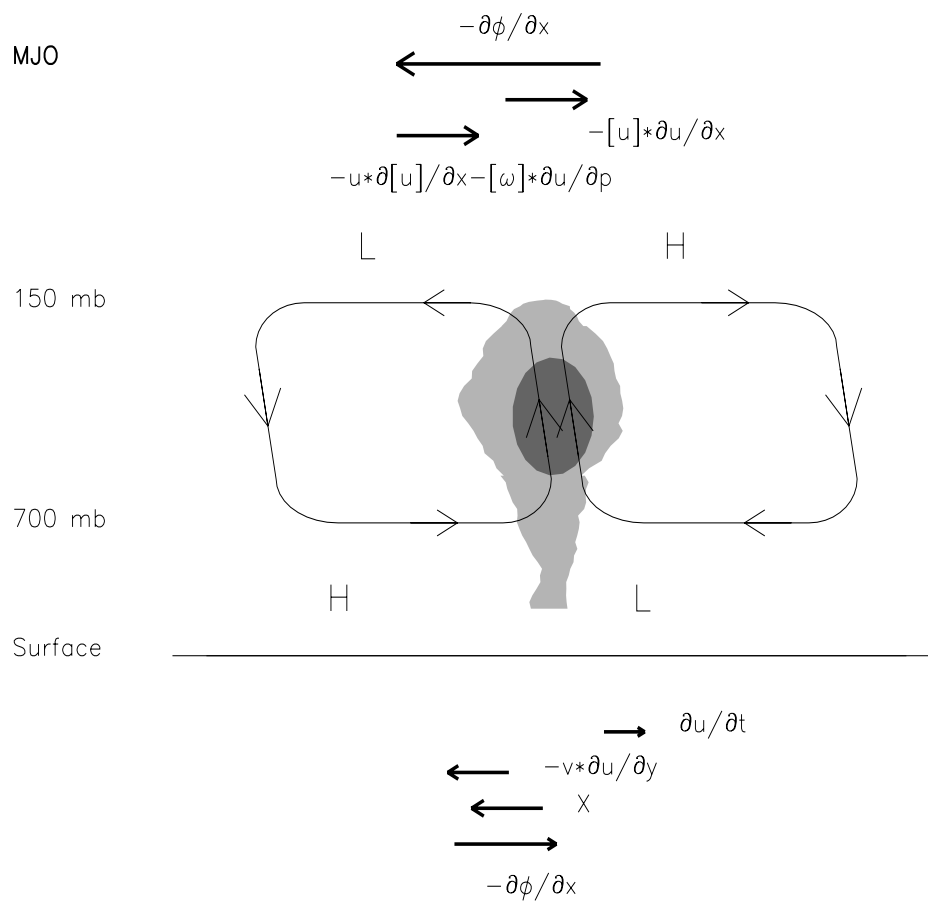 −∂ϕ/∂x
MJO
−[u]*∂u/∂x
−u*∂[u]/∂x−[ω]*∂u/∂p
L H
150 mb
700 mb
H L
Surface
∂u/∂t
−v*∂u/∂y
X
−∂ϕ/∂x